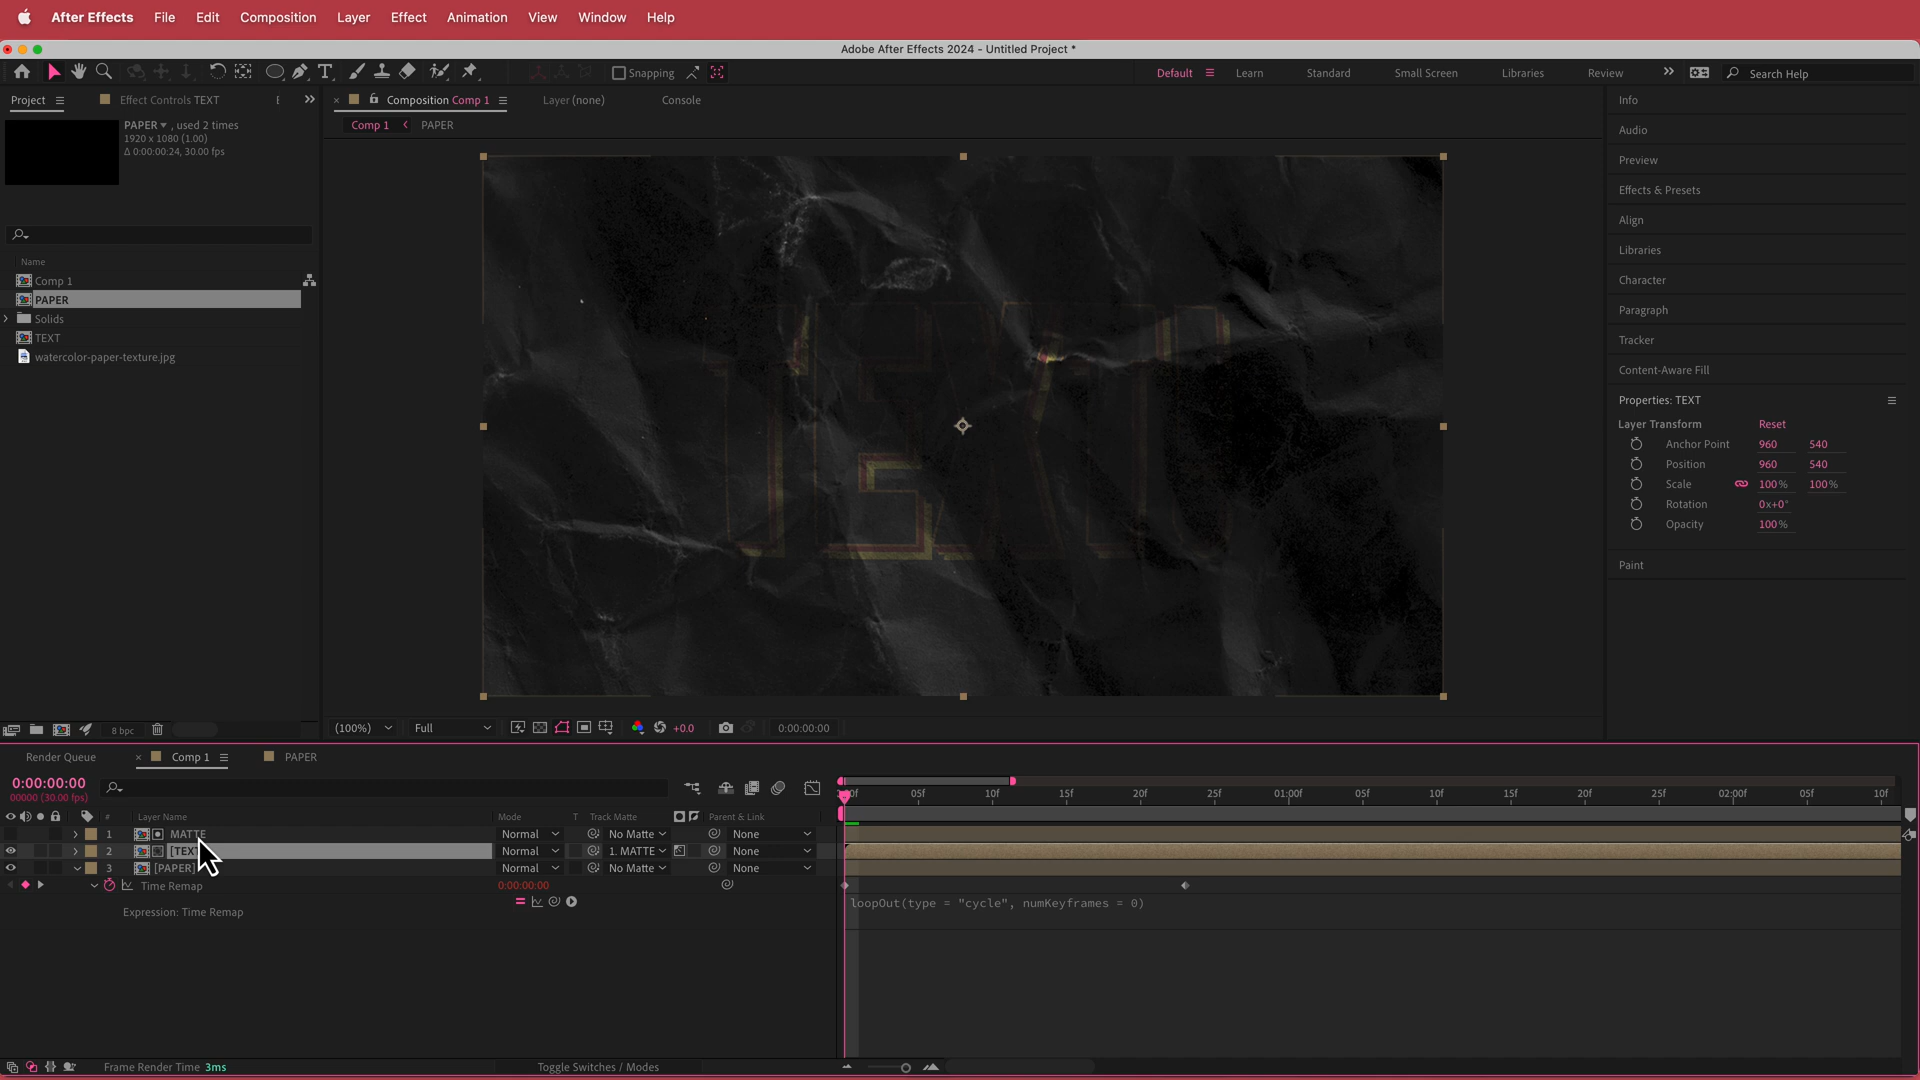 After Effects File Edit Composition Layer Effect Animation View Window Help
Adobe After Effects 2024 - Untitled Project *
Snapping
Default Learn Standard Small Screen Libraries Review Search Help
Project Effect Controls TEXT E
Composition Comp 1 Layer (none) Console
Comp 1 PAPER
PAPER , used 2 times
1920 x 1080 (1.00)
Δ 0:00:00:24, 30.00 fps
Name
Comp 1
PAPER
Solids
TEXT
watercolor-paper-texture.jpg
8 bpc
TEXT
(100%) Full +0.0 0:00:00:00
Info
Audio
Preview
Effects & Presets
Align
Libraries
Character
Paragraph
Tracker
Content-Aware Fill
Properties: TEXT
Layer Transform Reset
Anchor Point 960 540
Position 960 540
Scale 100% 100%
Rotation 0x+0°
Opacity 100%
Paint
Render Queue Comp 1 PAPER
0:00:00:00
00000 (30.00 fps)
# Layer Name Mode T Track Matte Parent & Link
1 MATTE Normal No Matte None
2 [TEXT Normal 1. MATTE None
3 [PAPER] Normal No Matte None
Time Remap 0:00:00:00
Expression: Time Remap
05f 10f 15f 20f 25f 01:00f 05f 10f 15f 20f 25f 02:00f 05f 10f
loopOut(type = "cycle", numKeyframes = 0)
Frame Render Time 3ms Toggle Switches / Modes